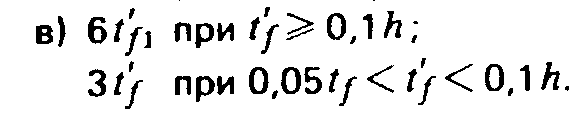 в) 6t′f1 при t′f ⩾ 0,1h;
3t′f при 0,05tf < t′f < 0,1h.